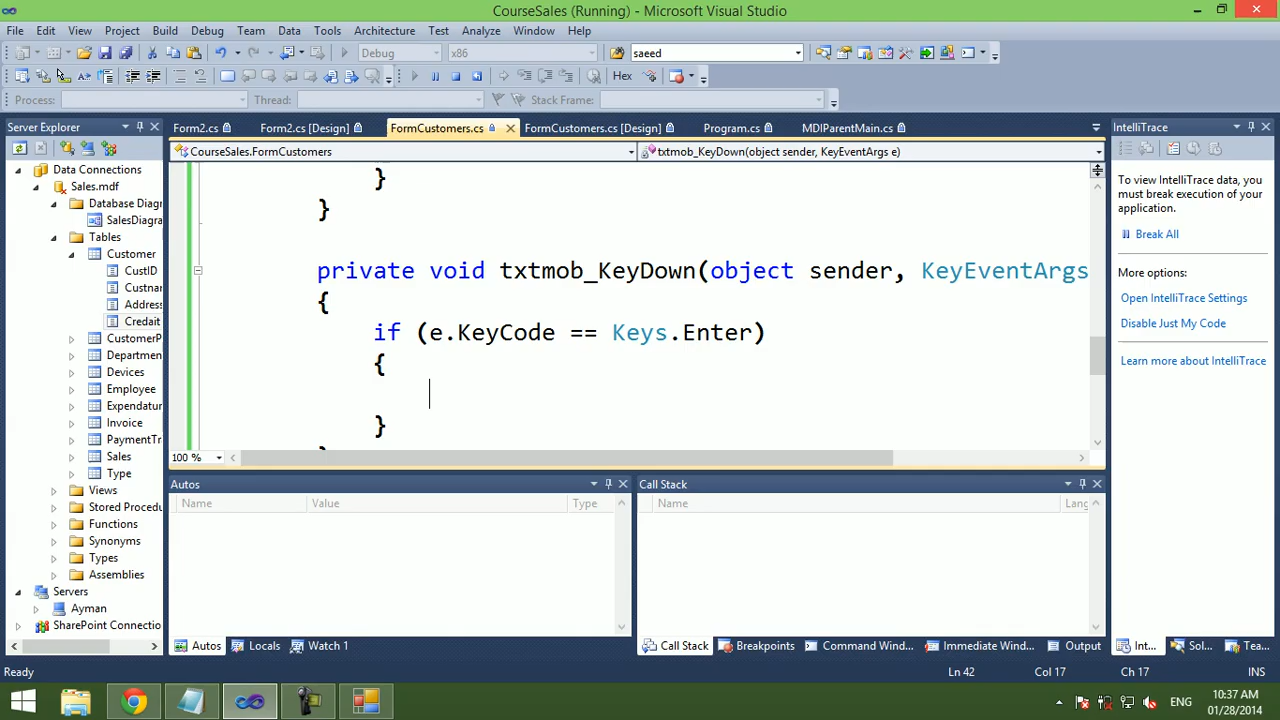 CourseSales (Running) - Microsoft Visual Studio
File Edit View Project Build Debug Team Data Tools Architecture Test Analyze Window Help
Debug x86 saeed
Hex
Process: Thread: Stack Frame:
Server Explorer
Data Connections
Sales.mdf
Database Diagr
SalesDiagra
Tables
Customer
CustID
Custnar
Address
Credait
CustomerP
Departmen
Devices
Employee
Expendatur
Invoice
PaymentTr
Sales
Type
Views
Stored Procedu
Functions
Synonyms
Types
Assemblies
Servers
Ayman
SharePoint Connectio
Form2.cs Form2.cs [Design] FormCustomers.cs FormCustomers.cs [Design] Program.cs MDIParentMain.cs
CourseSales.FormCustomers txtmob_KeyDown(object sender, KeyEventArgs e)
}
}
private void txtmob_KeyDown(object sender, KeyEventArgs
{
if (e.KeyCode == Keys.Enter)
{
}
100 %
Autos
Name Value Type
Autos Locals Watch 1
Call Stack
Name Lang
Call Stack Breakpoints Command Wind... Immediate Wind... Output
IntelliTrace
To view IntelliTrace data, you
must break execution of your
application.
Break All
More options:
Open IntelliTrace Settings
Disable Just My Code
Learn more about IntelliTrace
Int... Sol... Tea...
Ready Ln 42 Col 17 Ch 17 INS
ENG
10:37 AM
01/28/2014